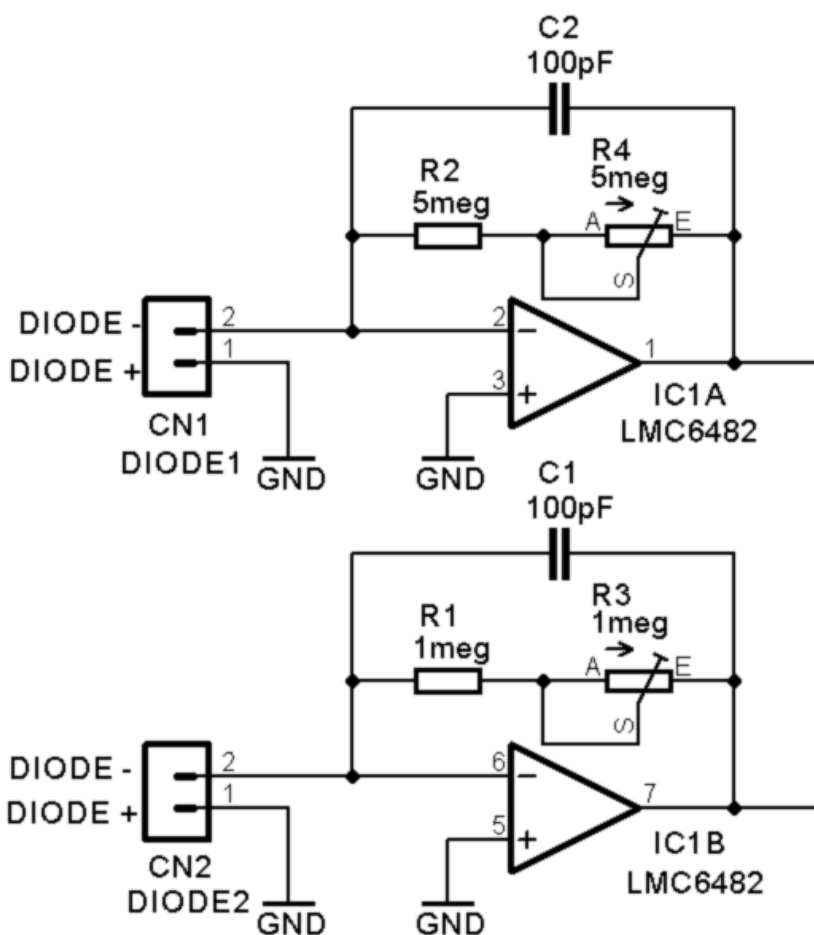 C2
100pF
R2
5meg
R4
5meg
A
E
S
DIODE -
2
DIODE +
1
2
-
3
+
1
CN1
DIODE1
GND
GND
IC1A
LMC6482
C1
100pF
R1
1meg
R3
1meg
A
E
S
DIODE -
2
DIODE +
1
6
-
5
+
7
CN2
DIODE2
GND
GND
IC1B
LMC6482